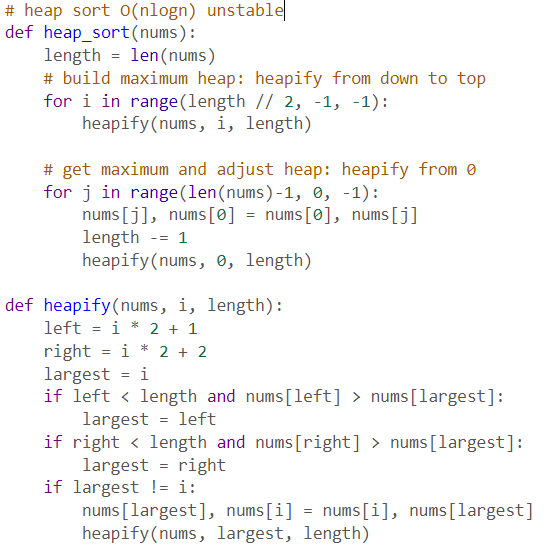 # heap sort O(nlogn) unstable
def heap_sort(nums):
    length = len(nums)
    # build maximum heap: heapify from down to top
    for i in range(length // 2, -1, -1):
        heapify(nums, i, length)

    # get maximum and adjust heap: heapify from 0
    for j in range(len(nums)-1, 0, -1):
        nums[j], nums[0] = nums[0], nums[j]
        length -= 1
        heapify(nums, 0, length)

def heapify(nums, i, length):
    left = i * 2 + 1
    right = i * 2 + 2
    largest = i
    if left < length and nums[left] > nums[largest]:
        largest = left
    if right < length and nums[right] > nums[largest]:
        largest = right
    if largest != i:
        nums[largest], nums[i] = nums[i], nums[largest]
        heapify(nums, largest, length)